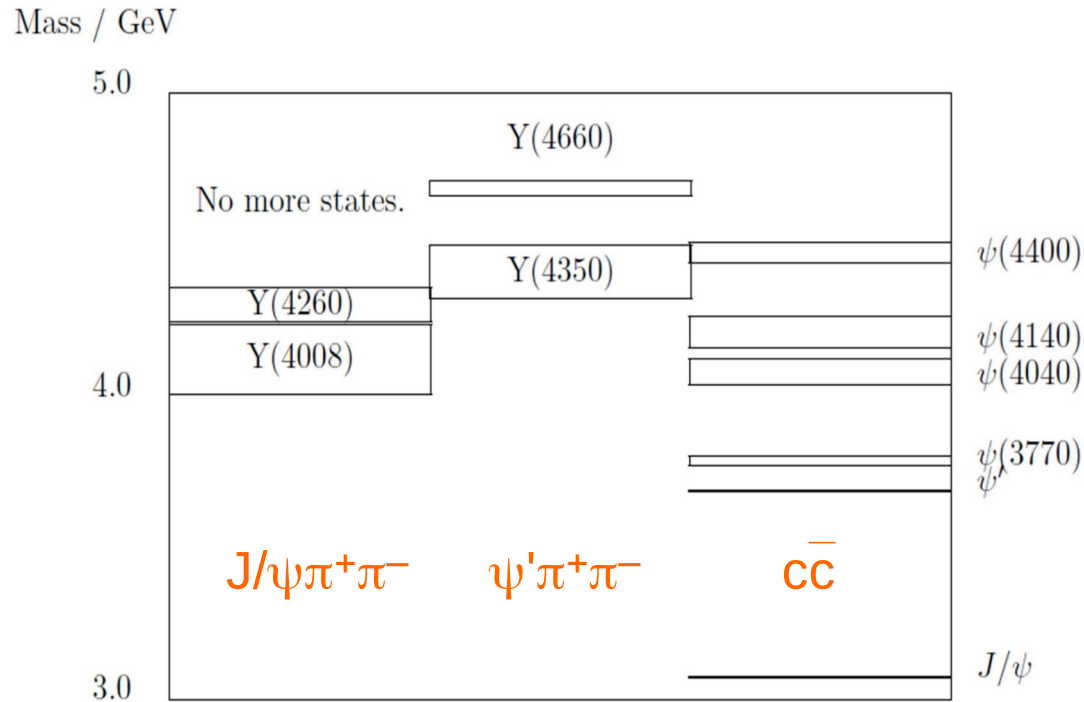 Mass / GeV
5.0
Y(4660)
No more states.
ψ(4400)
Y(4350)
Y(4260)
ψ(4140)
Y(4008)
ψ(4040)
4.0
ψ(3770)
ψ'
J/ψπ⁺π⁻ ψ'π⁺π⁻ cc̅
J/ψ
3.0